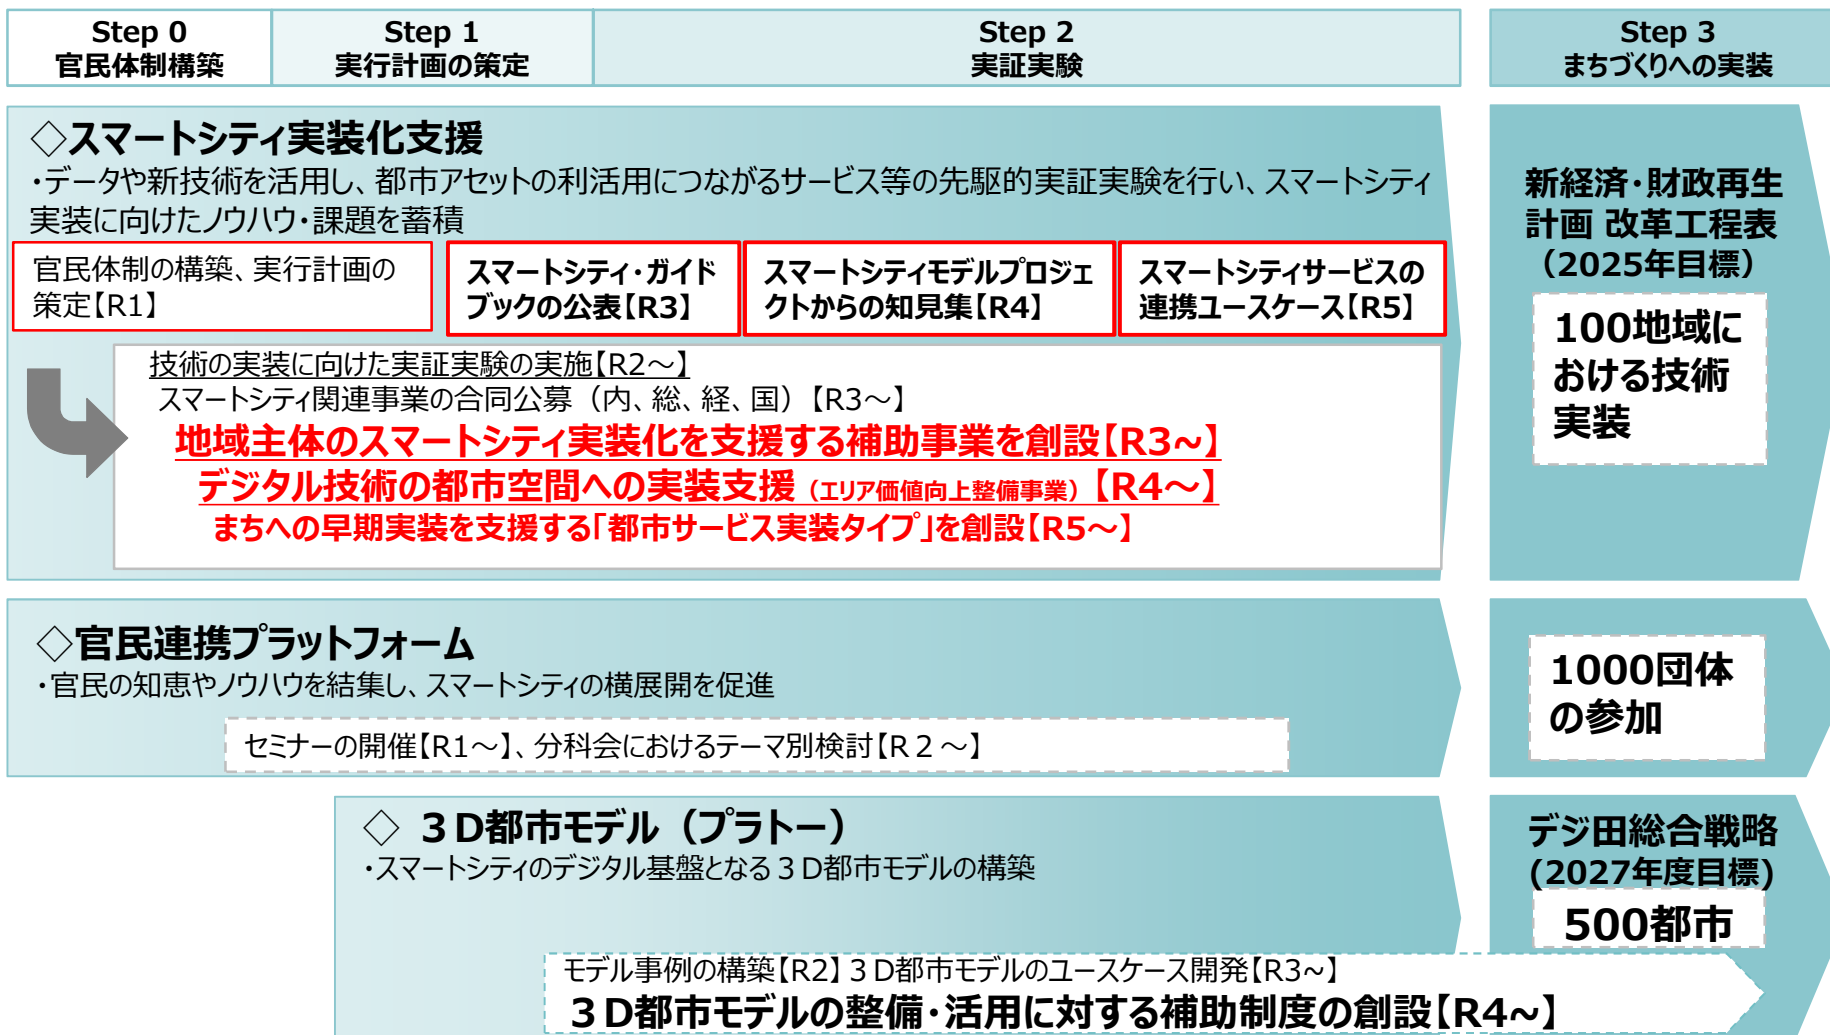 Step 0
官民体制構築
Step 1
実行計画の策定
Step 2
実証実験
Step 3
まちづくりへの実装
◇スマートシティ実装化支援
・データや新技術を活用し、都市アセットの利活用につながるサービス等の先駆的実証実験を行い、スマートシティ
実装に向けたノウハウ・課題を蓄積
官民体制の構築、実行計画の
策定【R1】
スマートシティ・ガイド
ブックの公表【R3】
スマートシティモデルプロジェ
クトからの知見集【R4】
スマートシティサービスの
連携ユースケース【R5】
技術の実装に向けた実証実験の実施【R2～】
スマートシティ関連事業の合同公募（内、総、経、国）【R3～】
地域主体のスマートシティ実装化を支援する補助事業を創設【R3~】
デジタル技術の都市空間への実装支援（エリア価値向上整備事業）【R4～】
まちへの早期実装を支援する「都市サービス実装タイプ」を創設【R5～】
新経済・財政再生
計画 改革工程表
（2025年目標）
100地域に
おける技術
実装
◇官民連携プラットフォーム
・官民の知恵やノウハウを結集し、スマートシティの横展開を促進
セミナーの開催【R1～】、分科会におけるテーマ別検討【R２～】
1000団体
の参加
◇ ３D都市モデル（プラトー）
・スマートシティのデジタル基盤となる３D都市モデルの構築
モデル事例の構築【R2】３D都市モデルのユースケース開発【R3~】
３D都市モデルの整備・活用に対する補助制度の創設【R4~】
デジ田総合戦略
(2027年度目標)
500都市